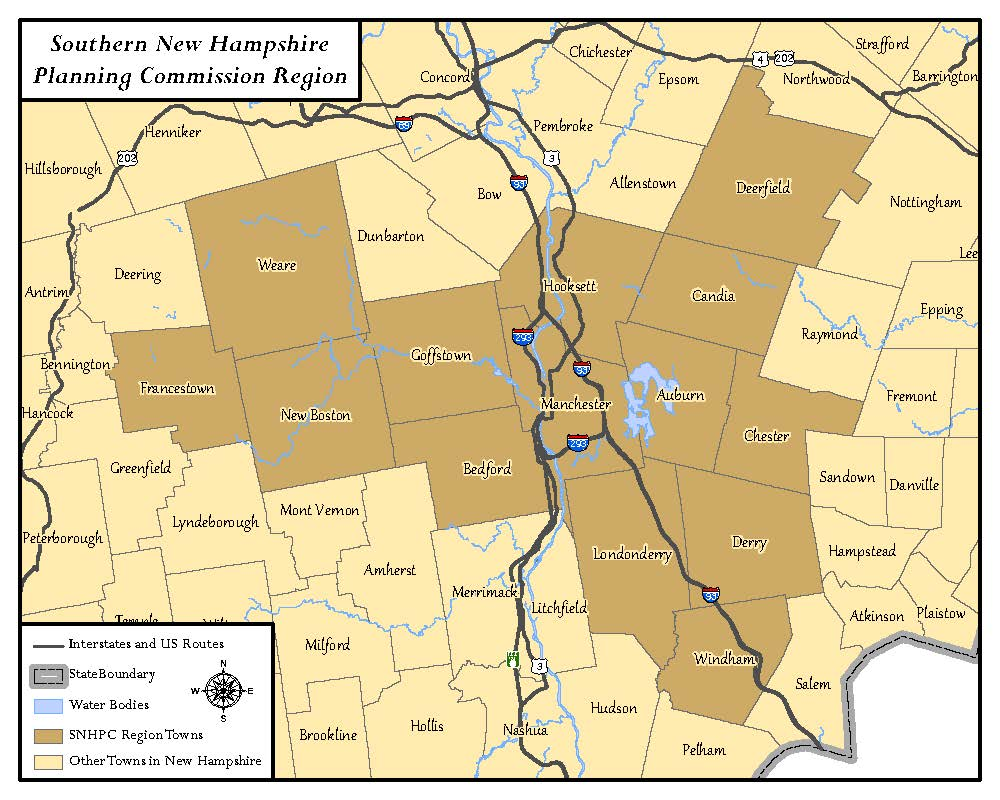 Southern New Hampshire
Planning Commission Region
Chichester
Strafford
4
202
Concord
Epsom
Northwood
Barrington
89
Henniker
Pembroke
202
3
Hillsborough
93
Bow
Allenstown
Deerfield
Nottingham
Dunbarton
Lee
Weare
Deering
Hooksett
Antrim
Candia
Epping
293
Raymond
Goffstown
Bennington
93
Francestown
Manchester
Auburn
Fremont
Hancock
New Boston
293
Chester
Greenfield
Bedford
Sandown
Danville
Mont Vernon
Lyndeborough
Peterborough
Londonderry
Derry
Hampstead
Amherst
Merrimack
93
Litchfield
Atkinson
Plaistow
Temple
Milford
3
Windham
Salem
Hudson
Hollis
Brookline
Nashua
Pelham
Interstates and US Routes
State Boundary
Water Bodies
SNHPC Region Towns
Other Towns in New Hampshire
N
W
E
S